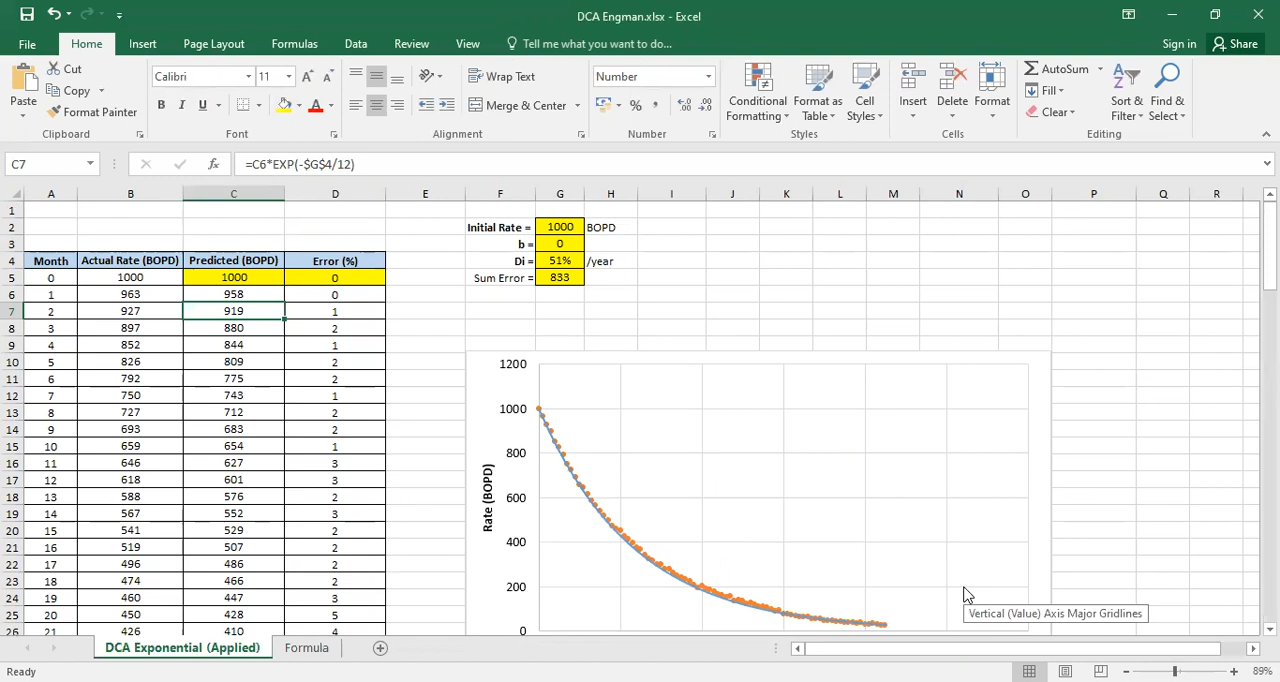 DCA Engman.xlsx - Excel
File Home Insert Page Layout Formulas Data Review View Tell me what you want to do... Sign in Share
Paste Cut Copy Format Painter Clipboard
Calibri 11 A A B I U A Font
Wrap Text Merge & Center Alignment
Number % , .0 .00 Number
Conditional Formatting Format as Table Cell Styles Styles
Insert Delete Format Cells
AutoSum Fill Clear Sort & Filter Find & Select Editing
C7 fx =C6*EXP(-$G$4/12)
A B C D E F G H I J K L M N O P Q R
1
2 Initial Rate = 1000 BOPD
3 b = 0
4 Month Actual Rate (BOPD) Predicted (BOPD) Error (%) Di = 51% /year
5 0 1000 1000 0 Sum Error = 833
6 1 963 958 0
7 2 927 919 1
8 3 897 880 2
9 4 852 844 1
10 5 826 809 2
11 6 792 775 2
12 7 750 743 1
13 8 727 712 2
14 9 693 683 2
15 10 659 654 1
16 11 646 627 3
17 12 618 601 3
18 13 588 576 2
19 14 567 552 3
20 15 541 529 2
21 16 519 507 2
22 17 496 486 2
23 18 474 466 2
24 19 460 447 3
25 20 450 428 5
26 21 426 410 4
1200
1000
800
600
400
200
0
Rate (BOPD)
Vertical (Value) Axis Major Gridlines
DCA Exponential (Applied) Formula
Ready 89%